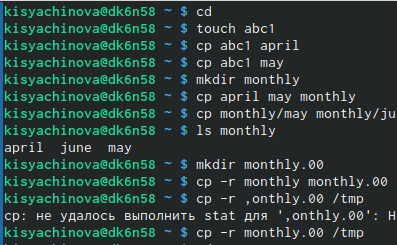 kisyachinova@dk6n58 ~ $ cd
kisyachinova@dk6n58 ~ $ touch abc1
kisyachinova@dk6n58 ~ $ cp abc1 april
kisyachinova@dk6n58 ~ $ cp abc1 may
kisyachinova@dk6n58 ~ $ mkdir monthly
kisyachinova@dk6n58 ~ $ cp april may monthly
kisyachinova@dk6n58 ~ $ cp monthly/may monthly/ju
kisyachinova@dk6n58 ~ $ ls monthly
april  june  may
kisyachinova@dk6n58 ~ $ mkdir monthly.00
kisyachinova@dk6n58 ~ $ cp -r monthly monthly.00
kisyachinova@dk6n58 ~ $ cp -r ,onthly.00 /tmp
cp: не удалось выполнить stat для ',onthly.00': Н
kisyachinova@dk6n58 ~ $ cp -r monthly.00 /tmp